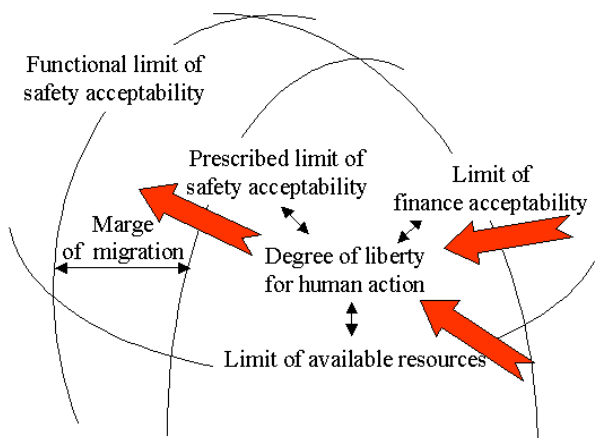 Functional limit of
safety acceptability
Prescribed limit of
safety acceptability
Limit of
finance acceptability
Marge
of migration
Degree of liberty
for human action
Limit of available resources